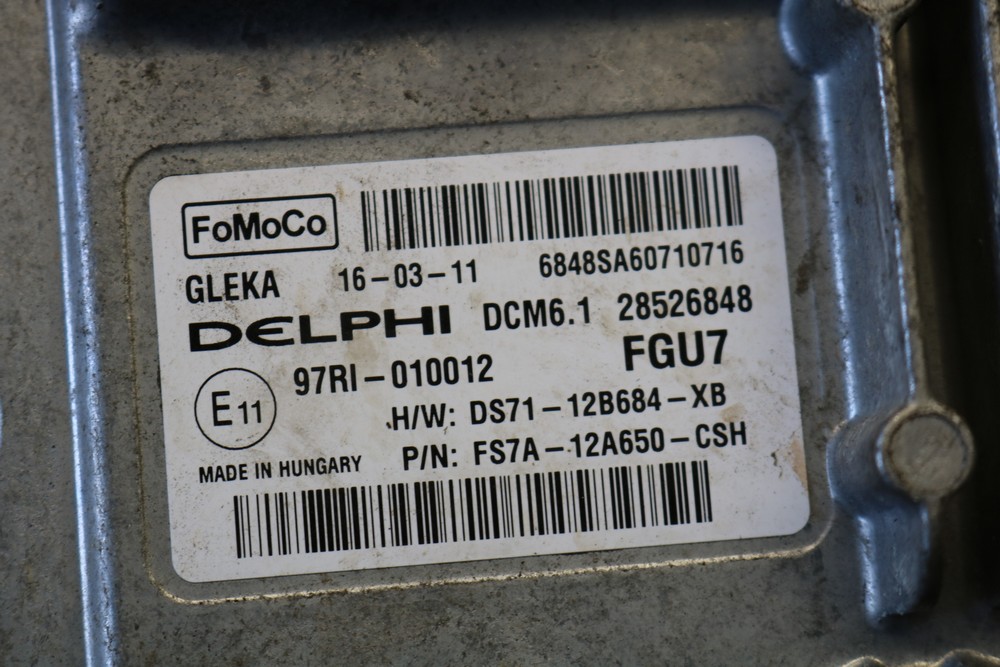 FoMoCo
GLEKA 16-03-11 6848SA60710716
DELPHI DCM6.1 28526848
97RI-010012 FGU7
E11
H/W: DS71-12B684-XB
P/N: FS7A-12A650-CSH
MADE IN HUNGARY